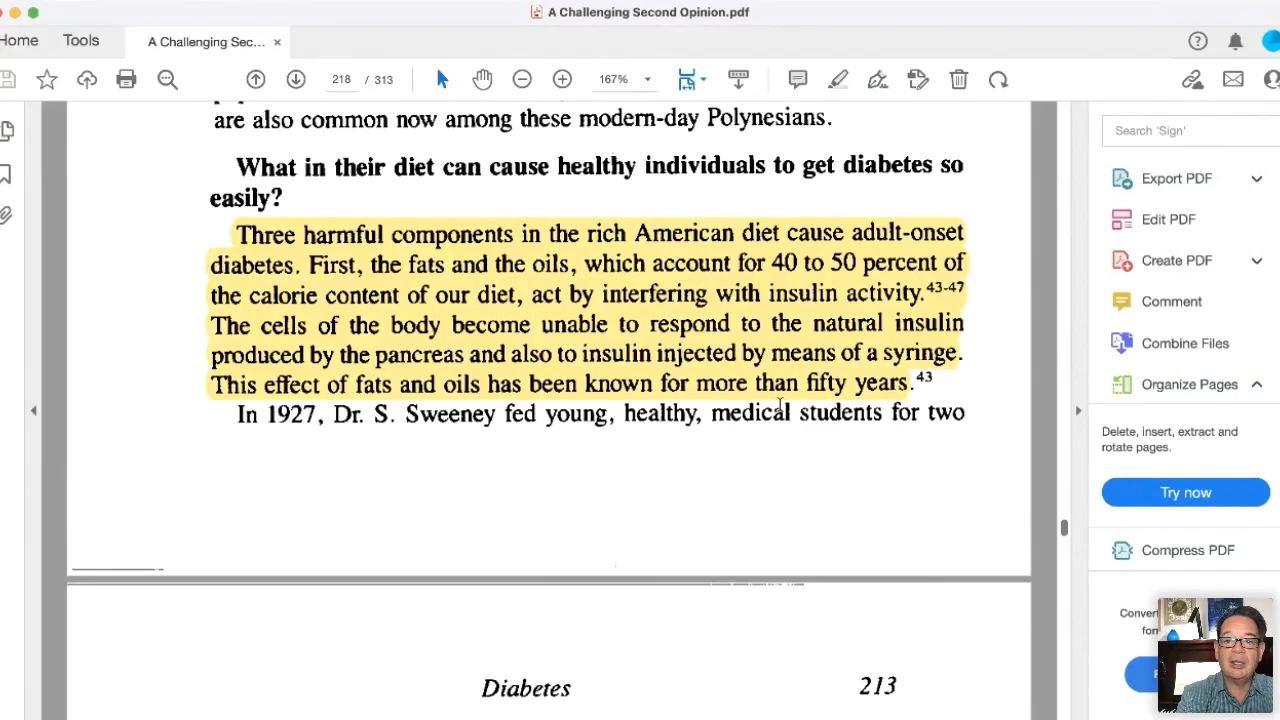 A Challenging Second Opinion.pdf
Home Tools A Challenging Sec... ×
218 / 313 167%
are also common now among these modern-day Polynesians.
What in their diet can cause healthy individuals to get diabetes so
easily?
Three harmful components in the rich American diet cause adult-onset
diabetes. First, the fats and the oils, which account for 40 to 50 percent of
the calorie content of our diet, act by interfering with insulin activity.43-47
The cells of the body become unable to respond to the natural insulin
produced by the pancreas and also to insulin injected by means of a syringe.
This effect of fats and oils has been known for more than fifty years.43
In 1927, Dr. S. Sweeney fed young, healthy, medical students for two
Diabetes 213
Search 'Sign'
Export PDF
Edit PDF
Create PDF
Comment
Combine Files
Organize Pages
Delete, insert, extract and
rotate pages.
Try now
Compress PDF